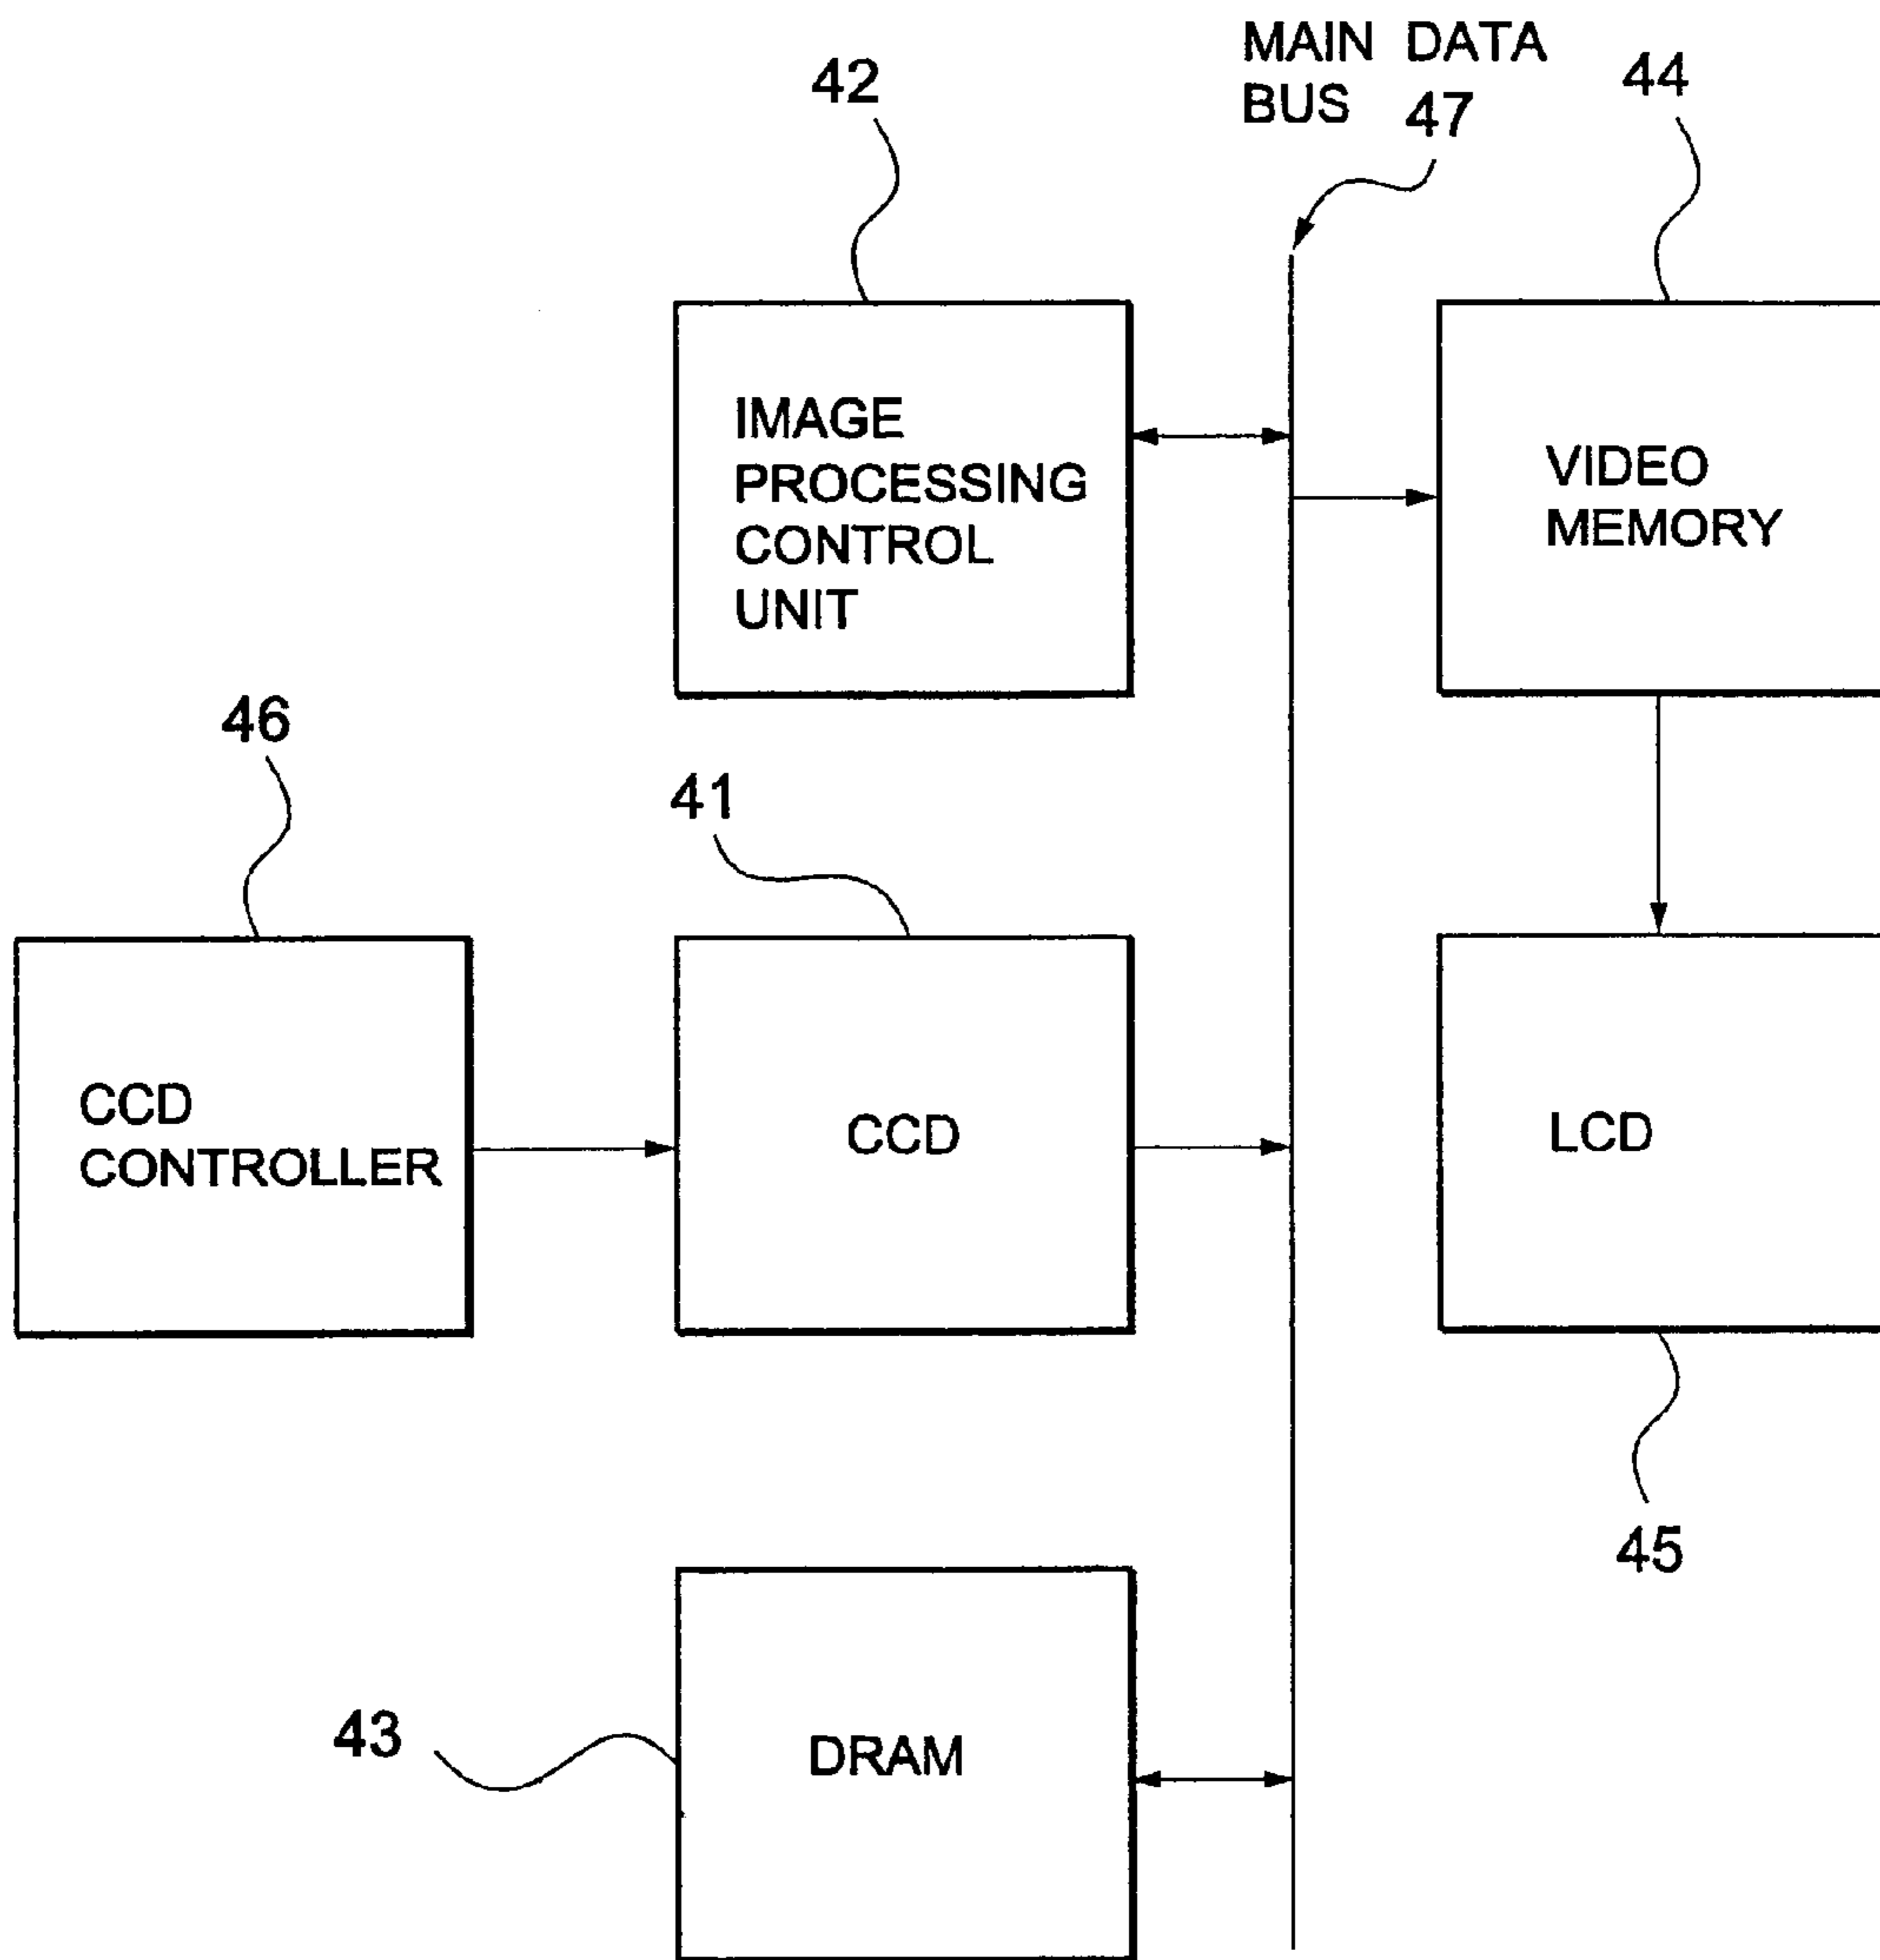 MAIN DATA
BUS 47
42
44
IMAGE
PROCESSING
CONTROL
UNIT
VIDEO
MEMORY
46
41
CCD
CONTROLLER
CCD
LCD
45
43
DRAM